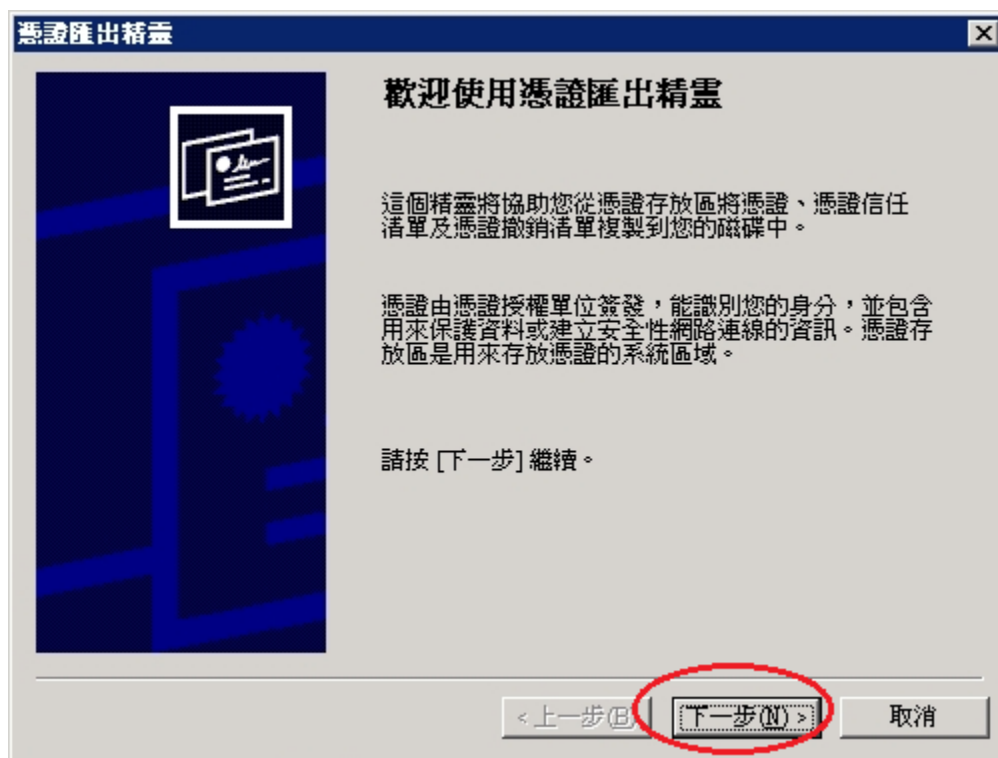 憑證匯出精靈
歡迎使用憑證匯出精靈
這個精靈將協助您從憑證存放區將憑證、憑證信任
清單及憑證撤銷清單複製到您的磁碟中。
憑證由憑證授權單位簽發，能識別您的身分，並包含
用來保護資料或建立安全性網路連線的資訊。憑證存
放區是用來存放憑證的系統區域。
請按 [下一步] 繼續。
< 上一步(B) 下一步(N) > 取消